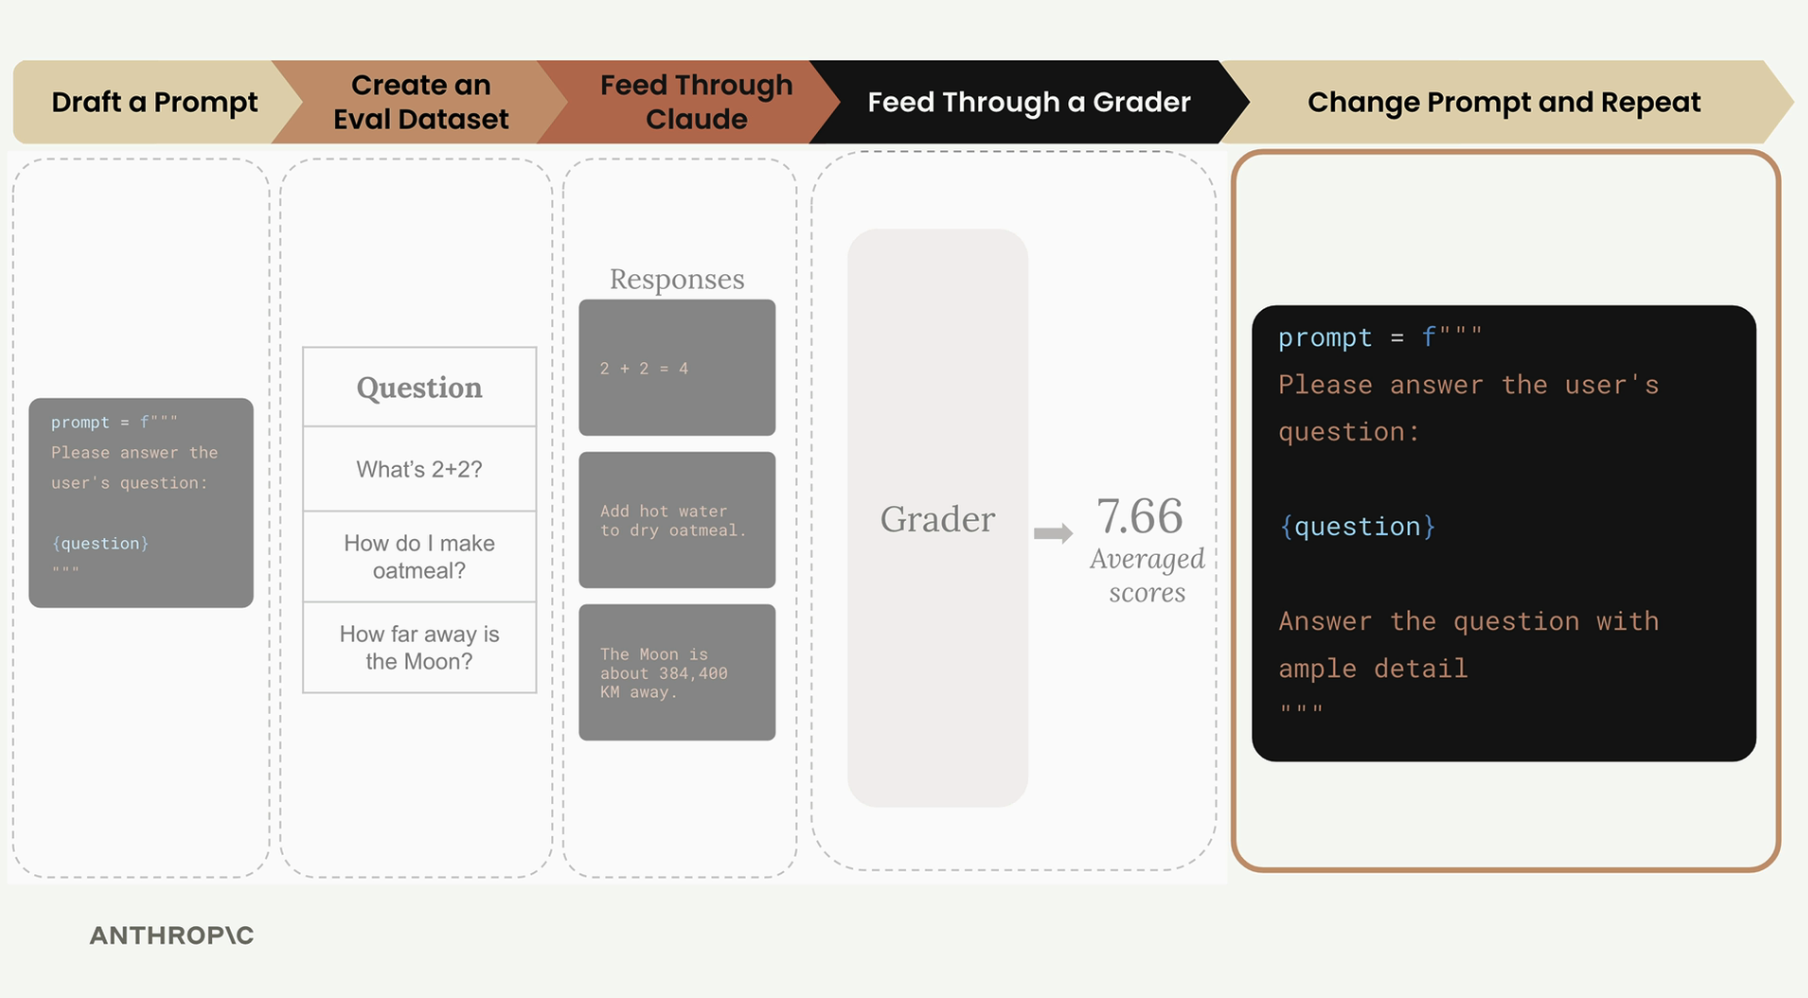 Draft a Prompt
Create an
Eval Dataset
Feed Through
Claude
Feed Through a Grader
Change Prompt and Repeat
prompt = f"""
Please answer the
user's question:
{question}
"""
Question
What’s 2+2?
How do I make
oatmeal?
How far away is
the Moon?
Responses
2 + 2 = 4
Add hot water
to dry oatmeal.
The Moon is
about 384,400
KM away.
Grader
7.66
Averaged
scores
prompt = f"""
Please answer the user's
question:
{question}
Answer the question with
ample detail
"""
ANTHROP\C